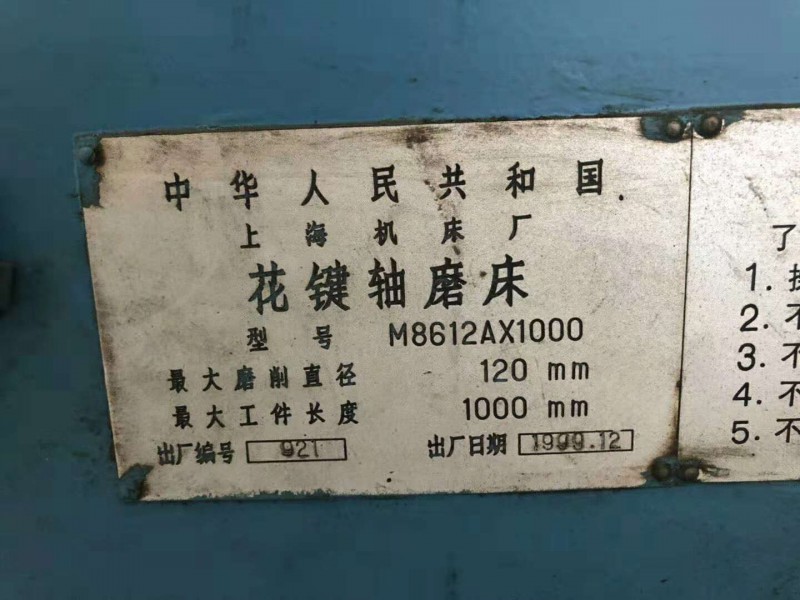 中华人民共和国.
上海机床厂
花键轴磨床
型号 M8612AX1000
最大磨削直径 120 mm
最大工件长度 1000 mm
出厂编号 921 出厂日期 1999.12
了
1.
2. 不
3. 不
4. 不
5. 不